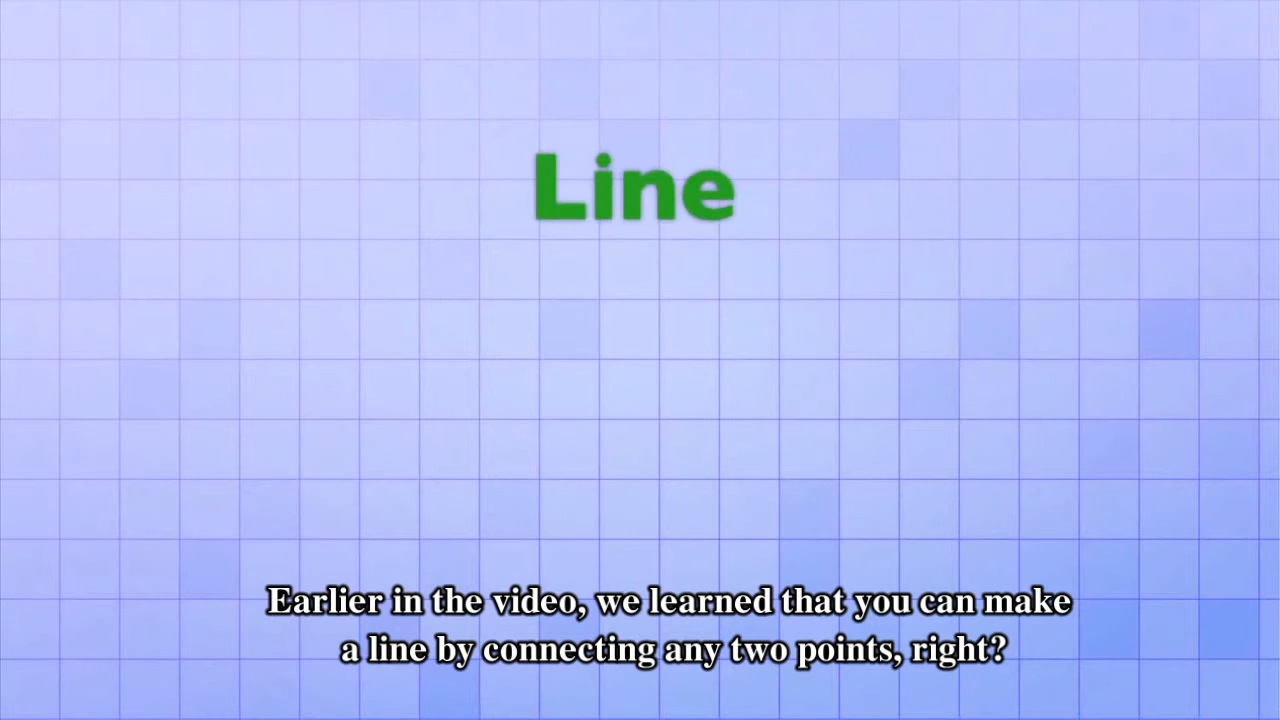 Line
Earlier in the video, we learned that you can make
a line by connecting any two points, right?